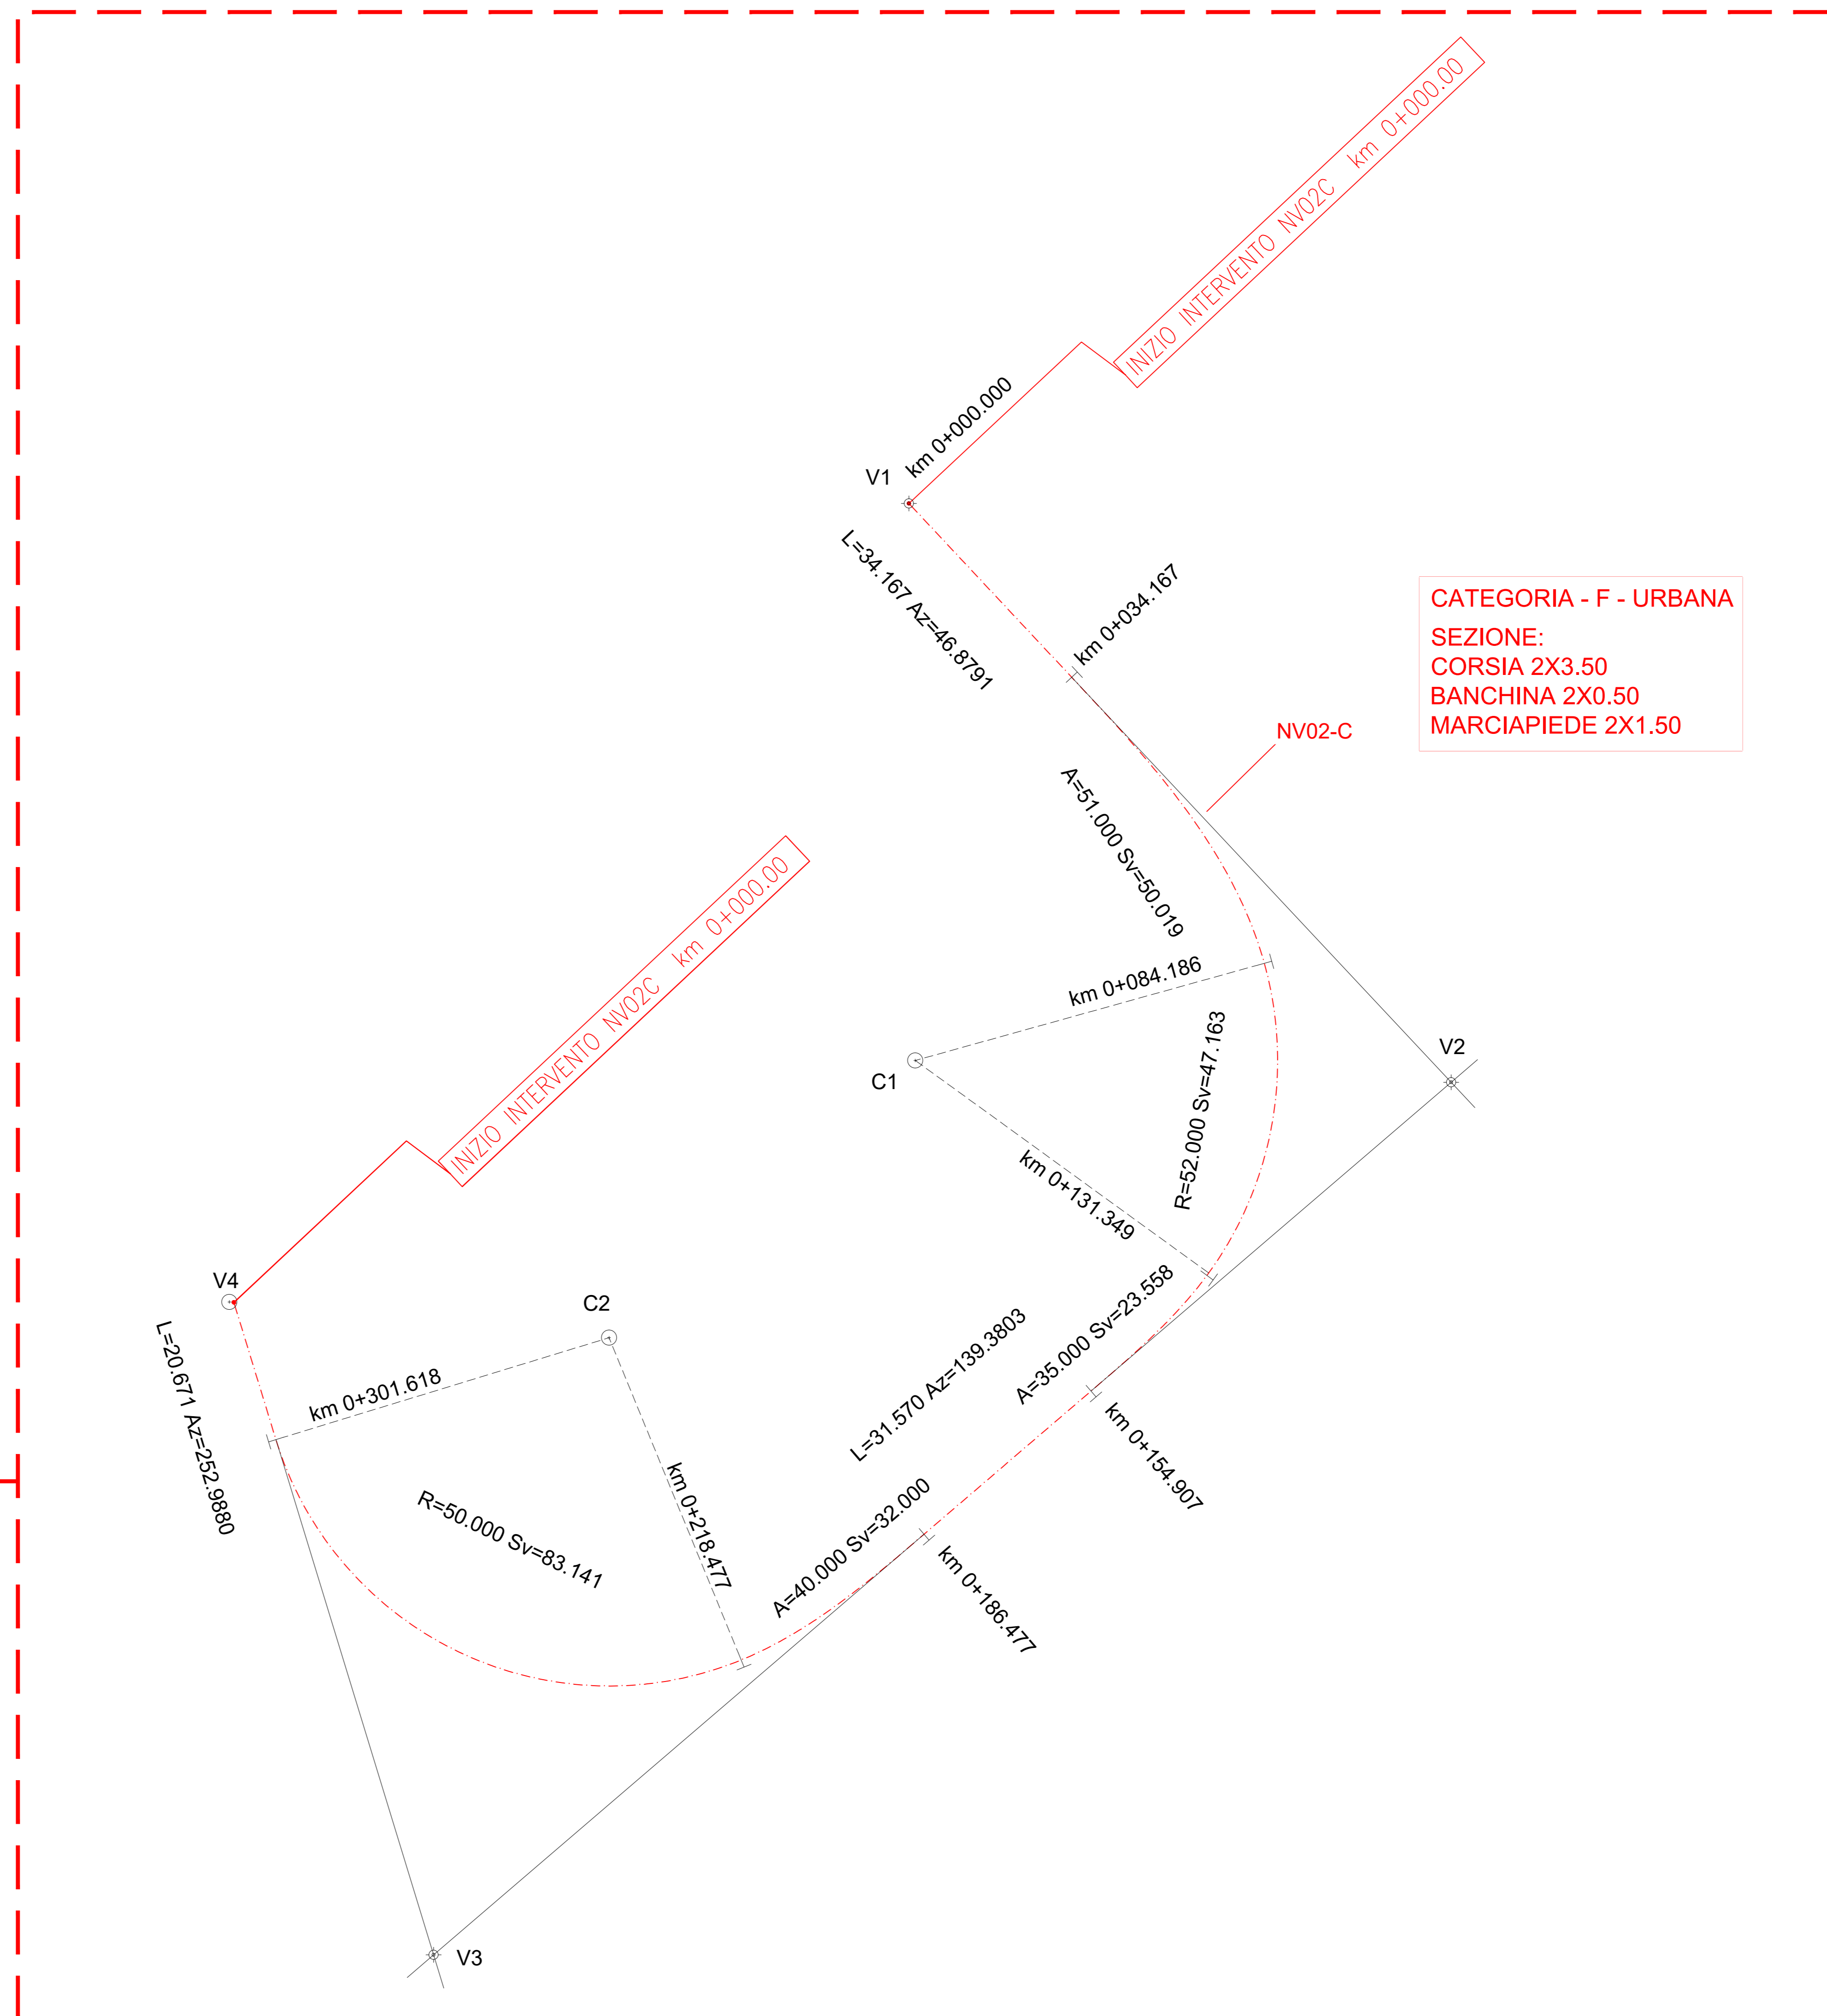 INIZIO INTERVENTO NV02C km 0+000.00
km 0+000.000
V1
L=34.167 Az=46.8791
km 0+034.167
CATEGORIA - F - URBANA
SEZIONE:
CORSIA 2X3.50
BANCHINA 2X0.50
MARCIAPIEDE 2X1.50
NV02-C
A=51.000 Sv=50.019
INIZIO INTERVENTO NV02C km 0+000.00
km 0+084.186
R=52.000 Sv=47.163
V2
C1
km 0+131.349
V4
C2
A=35.000 Sv=23.558
L=31.570 Az=139.3803
L=20.671 Az=252.9880
km 0+301.618
km 0+154.907
R=50.000 Sv=83.141
km 0+218.477
A=40.000 Sv=32.000
km 0+186.477
V3